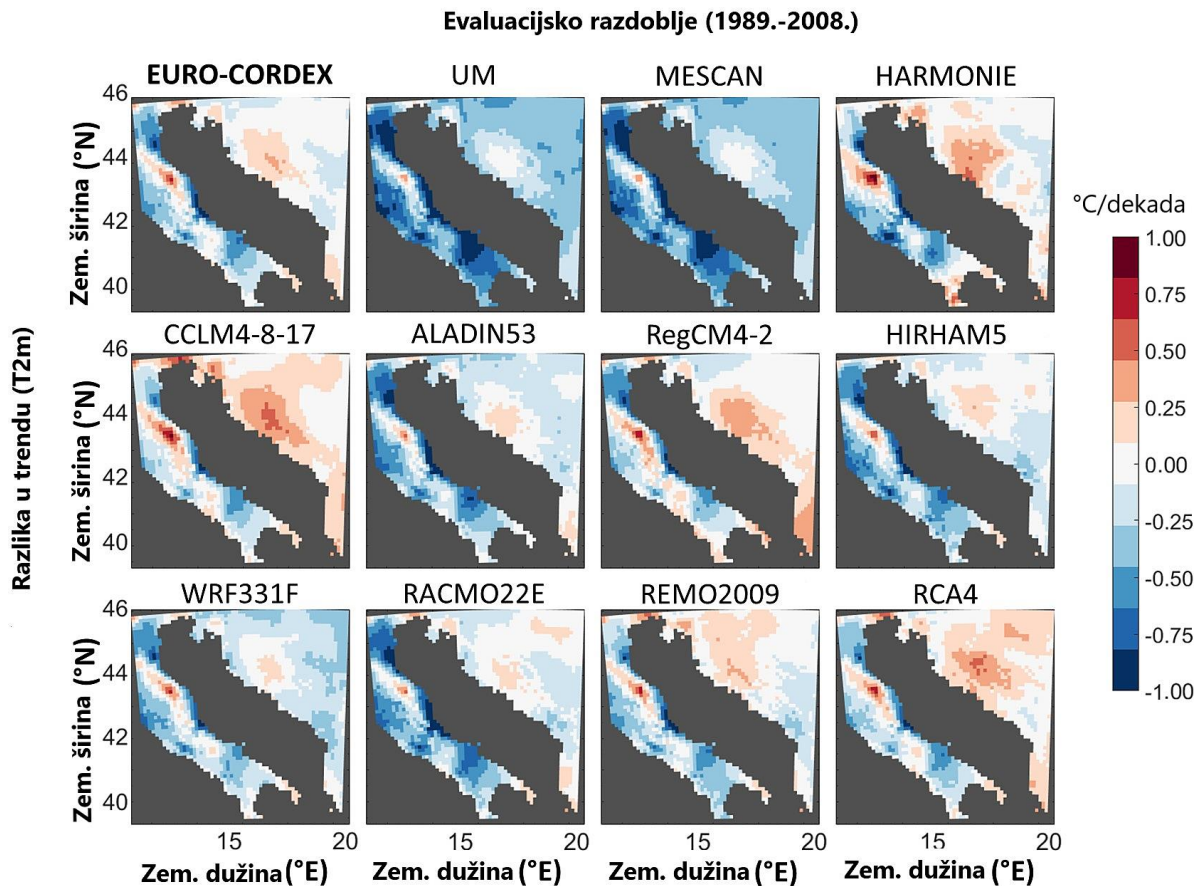 Evaluacijsko razdoblje (1989.-2008.)
EURO-CORDEX UM MESCAN HARMONIE
46
44
42
40
Zem. širina (°N)
°C/dekada
1.00
0.75
0.50
0.25
0.00
-0.25
-0.50
-0.75
-1.00
Razlika u trendu (T2m)
CCLM4-8-17 ALADIN53 RegCM4-2 HIRHAM5
46
44
42
40
Zem. širina (°N)
WRF331F RACMO22E REMO2009 RCA4
46
44
42
40
Zem. širina (°N)
15 20 15 20 15 20 15 20
Zem. dužina (°E) Zem. dužina (°E) Zem. dužina (°E) Zem. dužina (°E)